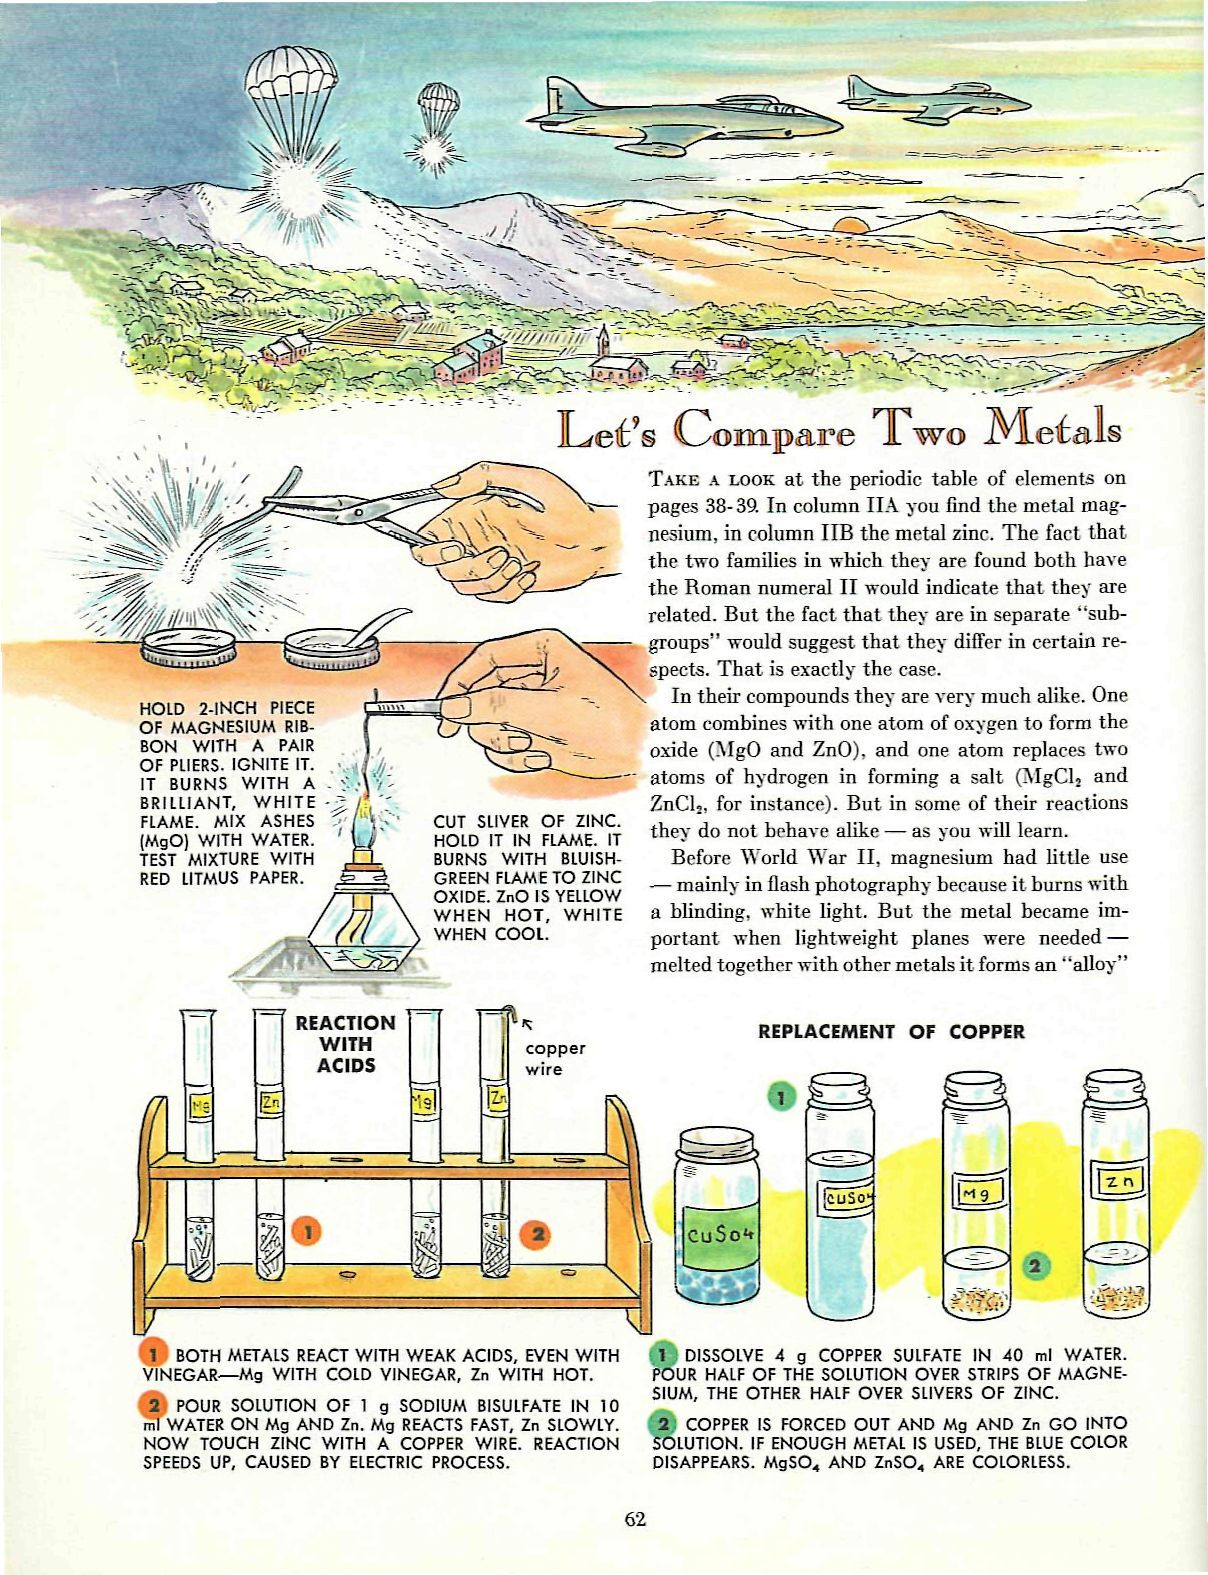 Let's Compare Two Metals
TAKE A LOOK at the periodic table of elements on
pages 38-39. In column IIA you find the metal mag-
nesium, in column IIB the metal zinc. The fact that
the two families in which they are found both have
the Roman numeral II would indicate that they are
related. But the fact that they are in separate “sub-
groups” would suggest that they differ in certain re-
spects. That is exactly the case.
In their compounds they are very much alike. One
atom combines with one atom of oxygen to form the
oxide (MgO and ZnO), and one atom replaces two
atoms of hydrogen in forming a salt (MgCl₂ and
ZnCl₂, for instance). But in some of their reactions
they do not behave alike — as you will learn.
Before World War II, magnesium had little use
— mainly in flash photography because it burns with
a blinding, white light. But the metal became im-
portant when lightweight planes were needed —
melted together with other metals it forms an “alloy”
HOLD 2-INCH PIECE
OF MAGNESIUM RIB-
BON WITH A PAIR
OF PLIERS. IGNITE IT.
IT BURNS WITH A
BRILLIANT, WHITE
FLAME. MIX ASHES
(MgO) WITH WATER.
TEST MIXTURE WITH
RED LITMUS PAPER.
CUT SLIVER OF ZINC.
HOLD IT IN FLAME. IT
BURNS WITH BLUISH-
GREEN FLAME TO ZINC
OXIDE. ZnO IS YELLOW
WHEN HOT, WHITE
WHEN COOL.
REACTION
WITH
ACIDS
copper
wire
Mg
Zn
Mg
Zn
1
2
1 BOTH METALS REACT WITH WEAK ACIDS, EVEN WITH
VINEGAR—Mg WITH COLD VINEGAR, Zn WITH HOT.
2 POUR SOLUTION OF 1 g SODIUM BISULFATE IN 10
ml WATER ON Mg AND Zn. Mg REACTS FAST, Zn SLOWLY.
NOW TOUCH ZINC WITH A COPPER WIRE. REACTION
SPEEDS UP, CAUSED BY ELECTRIC PROCESS.
REPLACEMENT OF COPPER
1
CuSo4
CuSo4
Mg
Zn
2
1 DISSOLVE 4 g COPPER SULFATE IN 40 ml WATER.
POUR HALF OF THE SOLUTION OVER STRIPS OF MAGNE-
SIUM, THE OTHER HALF OVER SLIVERS OF ZINC.
2 COPPER IS FORCED OUT AND Mg AND Zn GO INTO
SOLUTION. IF ENOUGH METAL IS USED, THE BLUE COLOR
DISAPPEARS. MgSO₄ AND ZnSO₄ ARE COLORLESS.
62